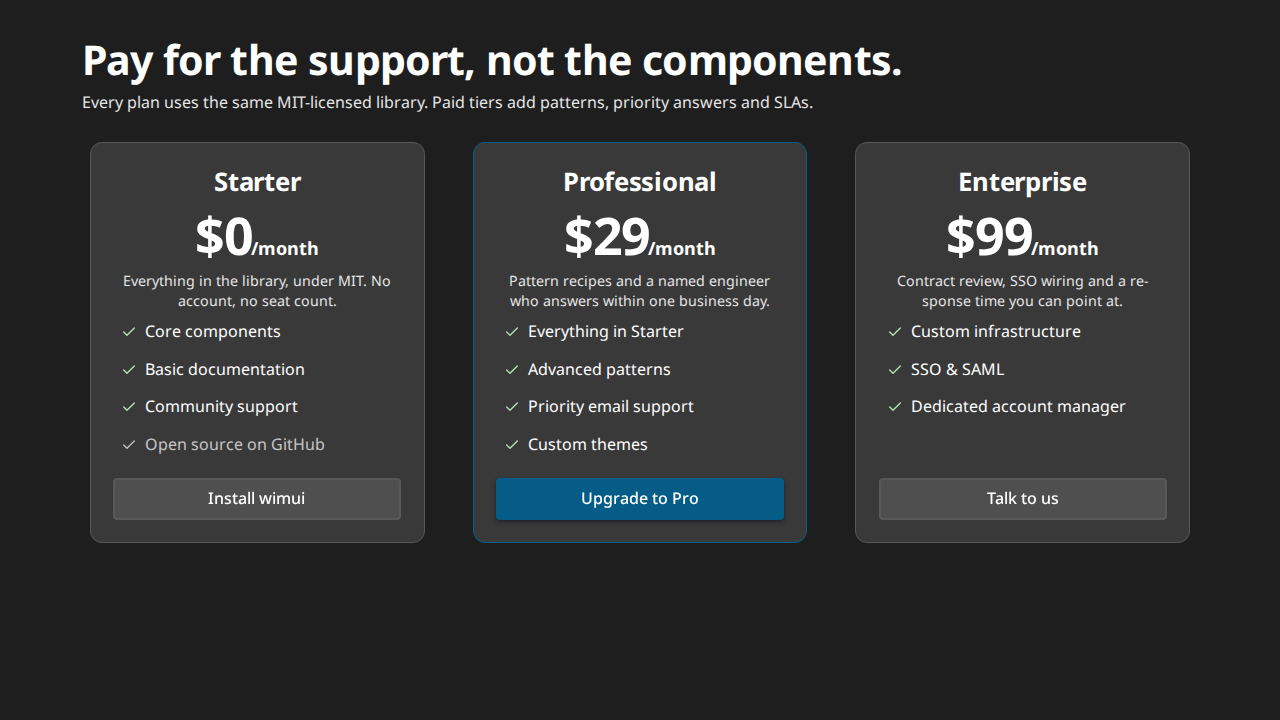 Pay for the support, not the components.
Every plan uses the same MIT-licensed library. Paid tiers add patterns, priority answers and SLAs.
Starter
$0/month
Everything in the library, under MIT. No
account, no seat count.
Core components
Basic documentation
Community support
Open source on GitHub
Install wimui
Professional
$29/month
Pattern recipes and a named engineer
who answers within one business day.
Everything in Starter
Advanced patterns
Priority email support
Custom themes
Upgrade to Pro
Enterprise
$99/month
Contract review, SSO wiring and a re-
sponse time you can point at.
Custom infrastructure
SSO & SAML
Dedicated account manager
Talk to us